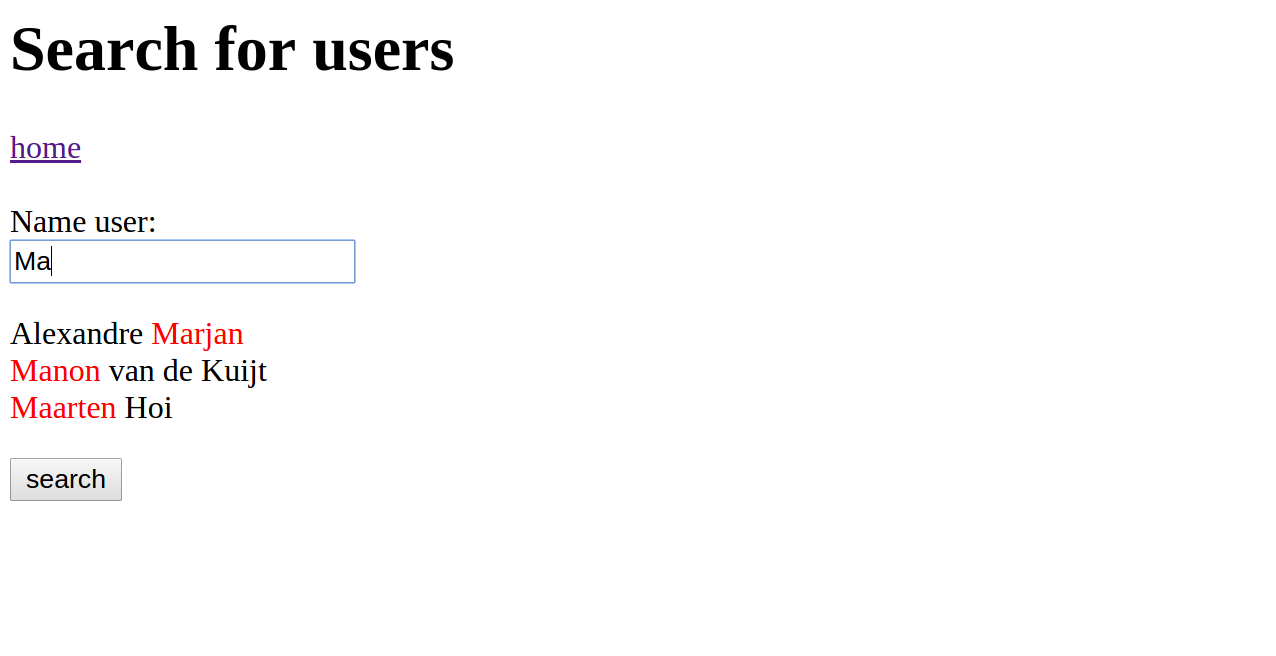 Search for users
home
Name user:
Ma
Alexandre Marjan
Manon van de Kuijt
Maarten Hoi
search